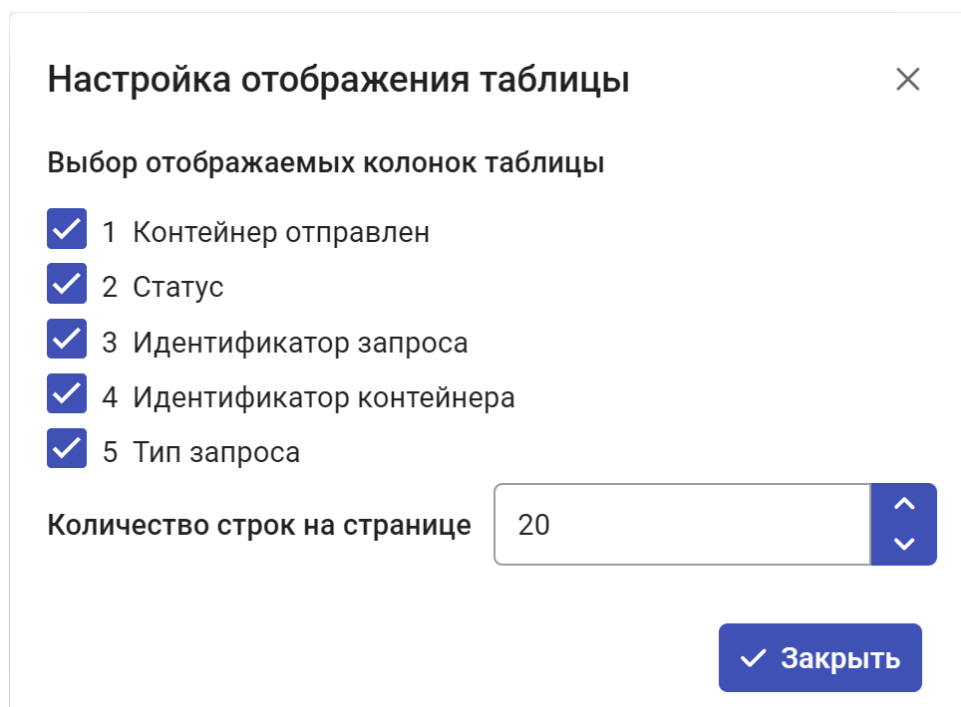 Настройка отображения таблицы
Выбор отображаемых колонок таблицы
1 Контейнер отправлен
2 Статус
3 Идентификатор запроса
4 Идентификатор контейнера
5 Тип запроса
Количество строк на странице 20
Закрыть